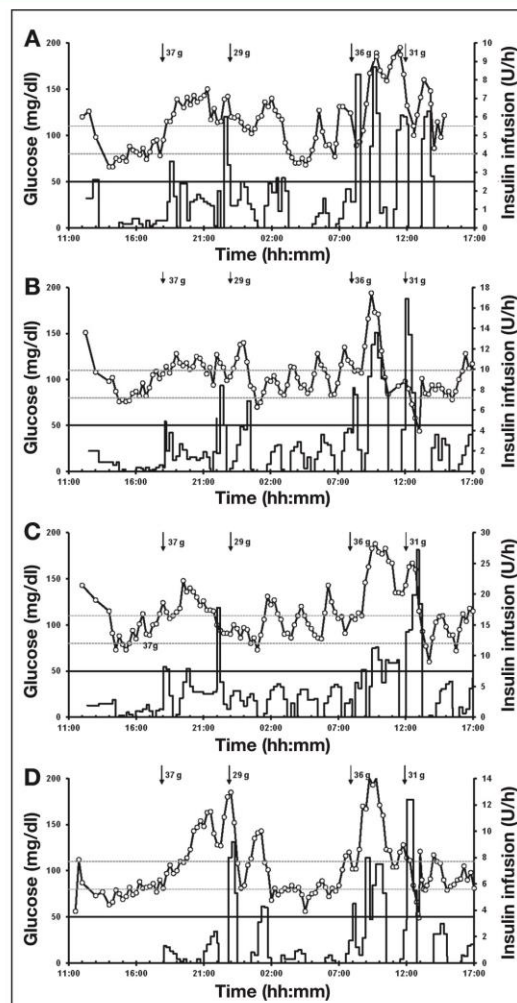 A
37 g 29 g 36 g 31 g
Glucose (mg/dl)
200
150
100
50
0
Insulin infusion (U/h)
10
9
8
7
6
5
4
3
2
1
0
11:00 17:00 21:00 02:00 07:00 12:00 17:00
Time (hh:mm)
B
37 g 29 g 36 g 31 g
Glucose (mg/dl)
200
150
100
50
0
Insulin infusion (U/h)
18
16
14
12
10
8
6
4
2
0
11:00 16:00 21:00 02:00 07:00 12:00 17:00
Time (hh:mm)
C
37 g 29 g 36 g 31 g
37g
Glucose (mg/dl)
200
150
100
50
0
Insulin infusion (U/h)
30
25
20
15
10
5
0
11:00 16:00 21:00 02:00 07:00 12:00 17:00
Time (hh:mm)
D
37 g 29 g 36 g 31 g
Glucose (mg/dl)
200
150
100
50
0
Insulin infusion (U/h)
14
12
10
8
6
4
2
0
11:00 16:00 21:00 02:00 07:00 12:00 17:00
Time (hh:mm)